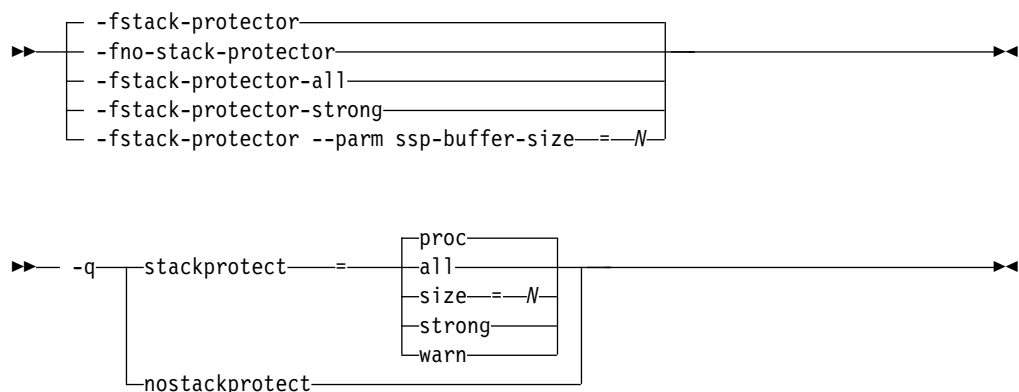 -fstack-protector
-fno-stack-protector
-fstack-protector-all
-fstack-protector-strong
-fstack-protector --parm ssp-buffer-size = N
-q stackprotect = proc
all
size = N
strong
warn
nostackprotect